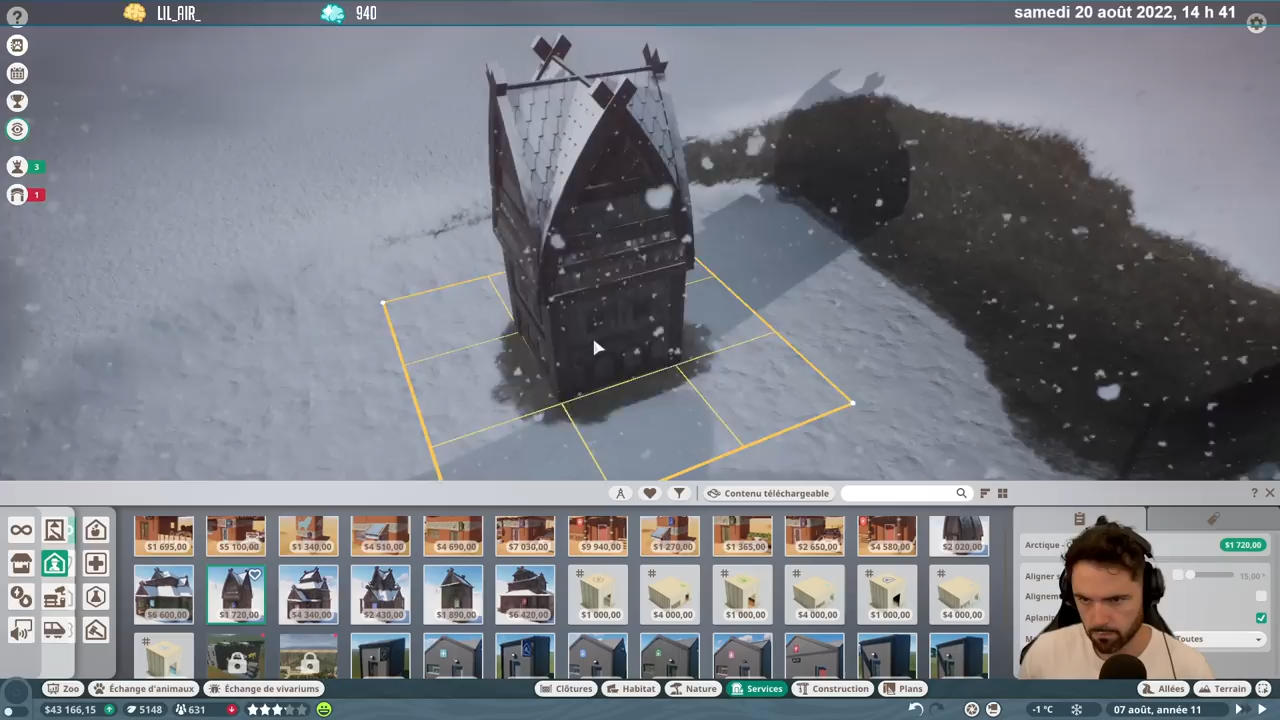 LIL_AIR_
940
samedi 20 août 2022, 14 h 41
3
1
Contenu téléchargeable
?
$1 695,00
$5 100,00
$1 340,00
$4 510,00
$4 690,00
$7 030,00
$9 940,00
$1 270,00
$1 365,00
$2 650,00
$4 580,00
$2 020,00
Arctique -
$1 720,00
Aligner
15,00°
$6 600,00
$1 720,00
$4 340,00
$2 430,00
$1 890,00
$6 420,00
$1 000,00
$4 000,00
$1 000,00
$4 000,00
$1 000,00
$4 000,00
Alignem
Aplani
Toutes
Zoo
Échange d'animaux
Échange de vivariums
Clôtures
Habitat
Nature
Services
Construction
Plans
Allées
Terrain
$43 166,15
5148
631
-1 °C
07 août, année 11